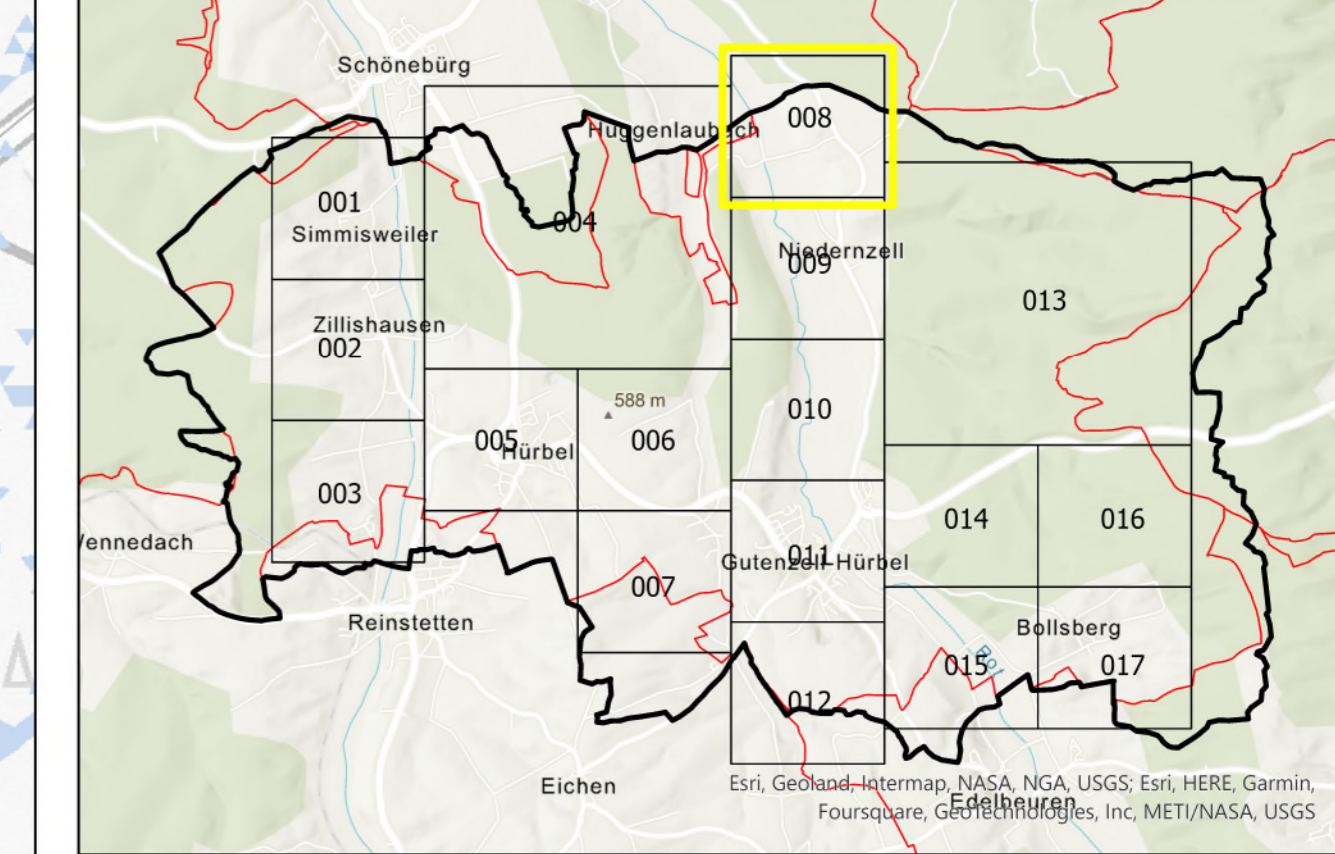 Schönebürg
008
Huggenlaubach
001
004
Simmisweiler
Niedernzell
009
013
Zillishausen
002
588 m
010
005
Hürbel
006
003
014
016
Wennedach
011
Gutenzell-Hürbel
007
Reinstetten
Bollsberg
015
Rot
017
012
Eichen
Esri, Geoland, Intermap, NASA, NGA, USGS; Esri, HERE, Garmin,
Edelbeuren
Foursquare, GeoTechnologies, Inc, METI/NASA, USGS